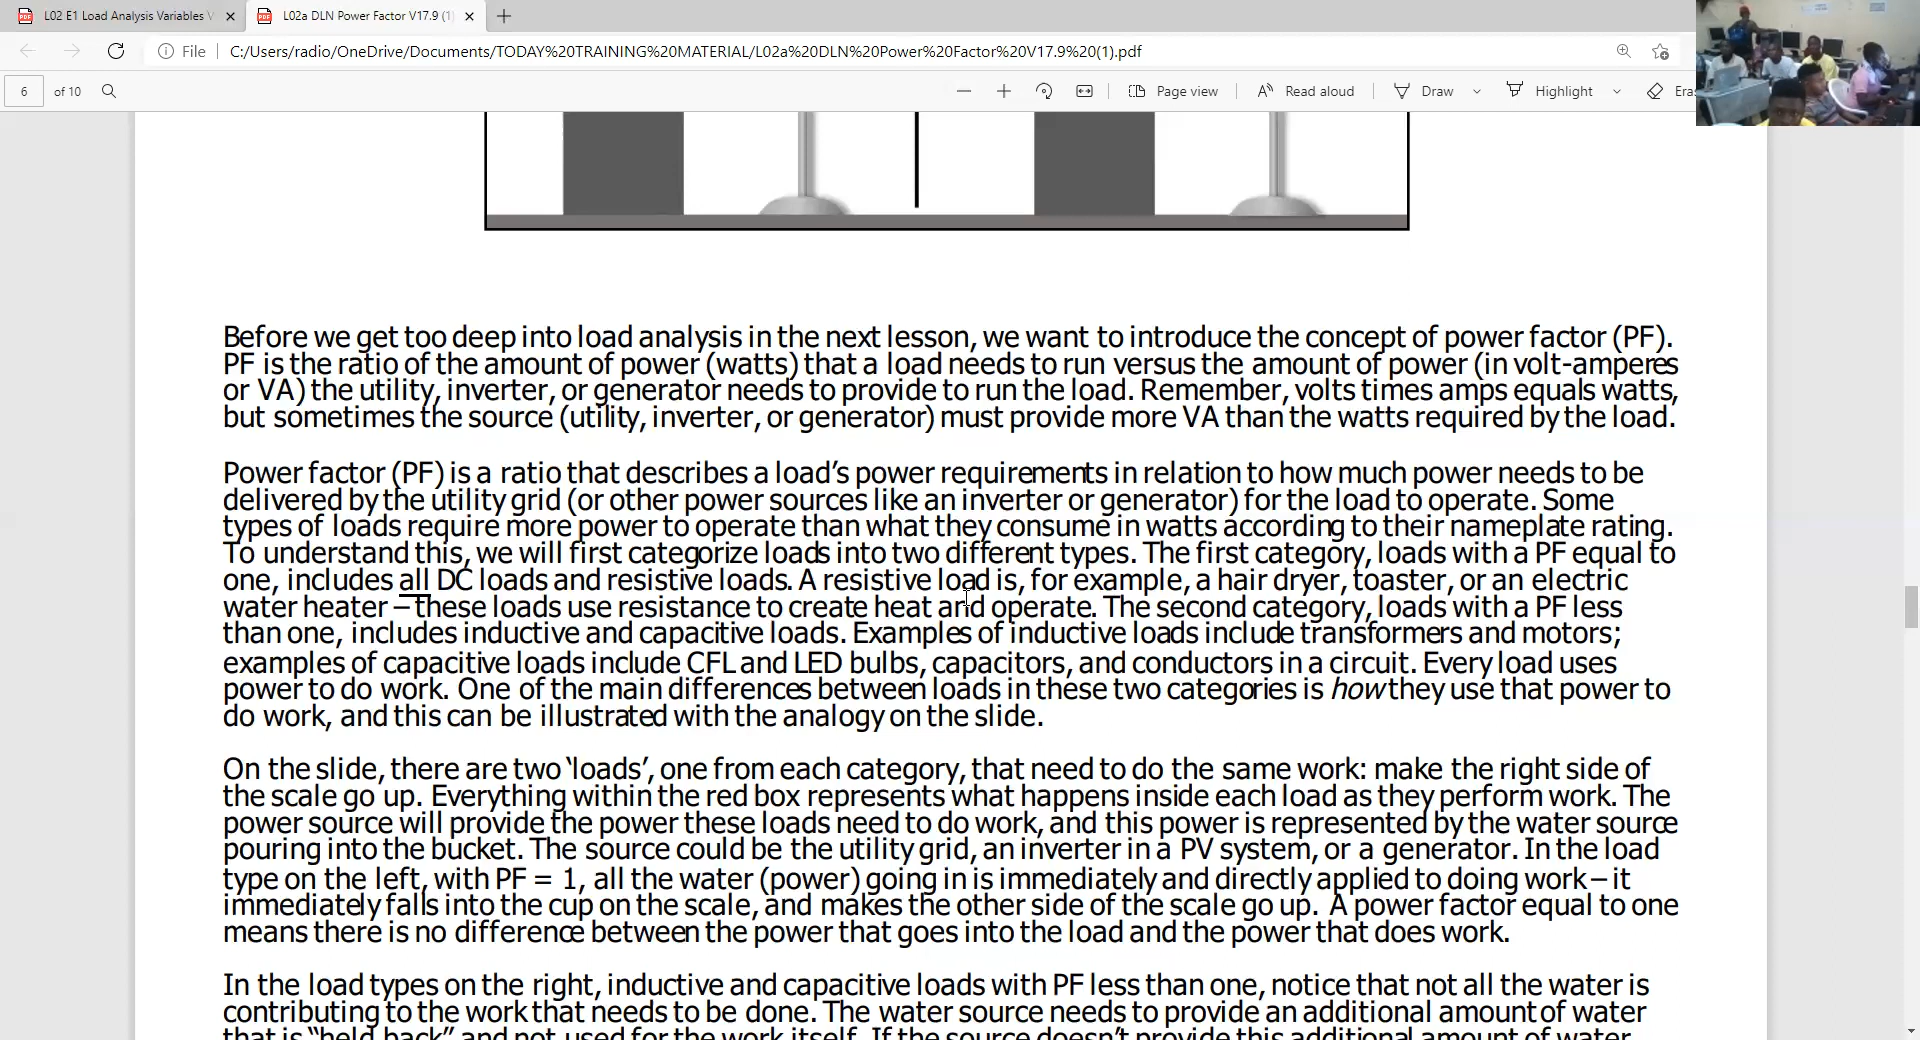 L02 E1 Load Analysis Variables V
L02a DLN Power Factor V17.9 (1)
File
C:/Users/radio/OneDrive/Documents/TODAY%20TRAINING%20MATERIAL/L02a%20DLN%20Power%20Factor%20V17.9%20(1).pdf
6 of 10
Page view
Read aloud
Draw
Highlight
Eras
Before we get too deep into load analysis in the next lesson, we want to introduce the concept of power factor (PF).
PF is the ratio of the amount of power (watts) that a load needs to run versus the amount of power (in volt-amperes
or VA) the utility, inverter, or generator needs to provide to run the load. Remember, volts times amps equals watts,
but sometimes the source (utility, inverter, or generator) must provide more VA than the watts required by the load.
Power factor (PF) is a ratio that describes a load's power requirements in relation to how much power needs to be
delivered by the utility grid (or other power sources like an inverter or generator) for the load to operate. Some
types of loads require more power to operate than what they consume in watts according to their nameplate rating.
To understand this, we will first categorize loads into two different types. The first category, loads with a PF equal to
one, includes all DC loads and resistive loads. A resistive load is, for example, a hair dryer, toaster, or an electric
water heater – these loads use resistance to create heat and operate. The second category, loads with a PF less
than one, includes inductive and capacitive loads. Examples of inductive loads include transformers and motors;
examples of capacitive loads include CFL and LED bulbs, capacitors, and conductors in a circuit. Every load uses
power to do work. One of the main differences between loads in these two categories is how they use that power to
do work, and this can be illustrated with the analogy on the slide.
On the slide, there are two 'loads', one from each category, that need to do the same work: make the right side of
the scale go up. Everything within the red box represents what happens inside each load as they perform work. The
power source will provide the power these loads need to do work, and this power is represented by the water source
pouring into the bucket. The source could be the utility grid, an inverter in a PV system, or a generator. In the load
type on the left, with PF = 1, all the water (power) going in is immediately and directly applied to doing work – it
immediately falls into the cup on the scale, and makes the other side of the scale go up. A power factor equal to one
means there is no difference between the power that goes into the load and the power that does work.
In the load types on the right, inductive and capacitive loads with PF less than one, notice that not all the water is
contributing to the work that needs to be done. The water source needs to provide an additional amount of water
that is "held back" and not used for the work itself. If the source doesn't provide this additional amount of water